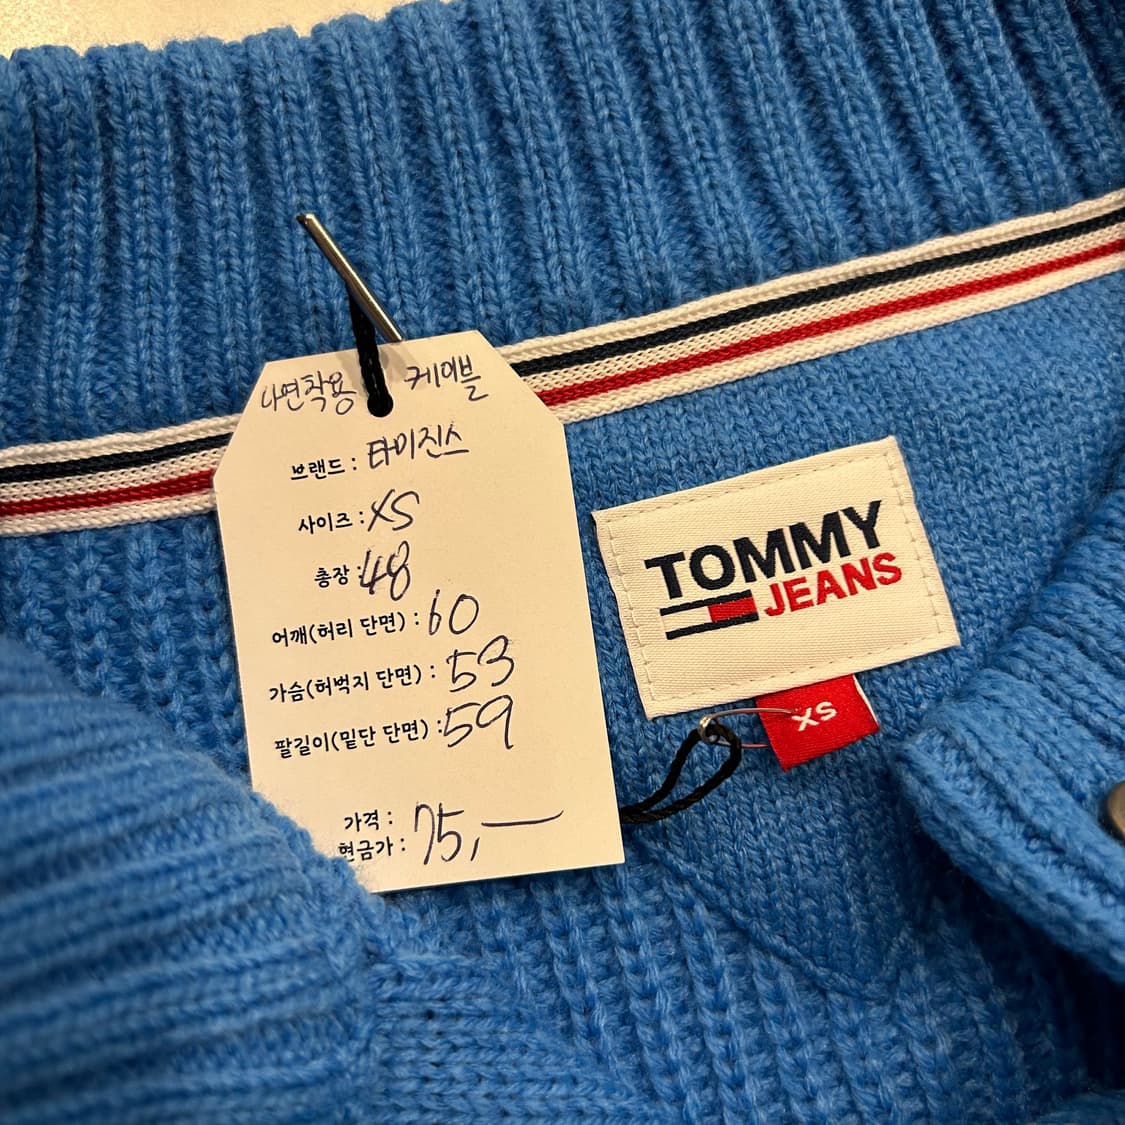 나연착용 케이블
브랜드 : 타미진스
사이즈 : XS
총장 : 48
어깨(허리 단면) : 60
가슴(허벅지 단면) : 53
팔길이(밑단 단면) : 59
가격 :
현금가 : 75,—
TOMMY
JEANS
XS